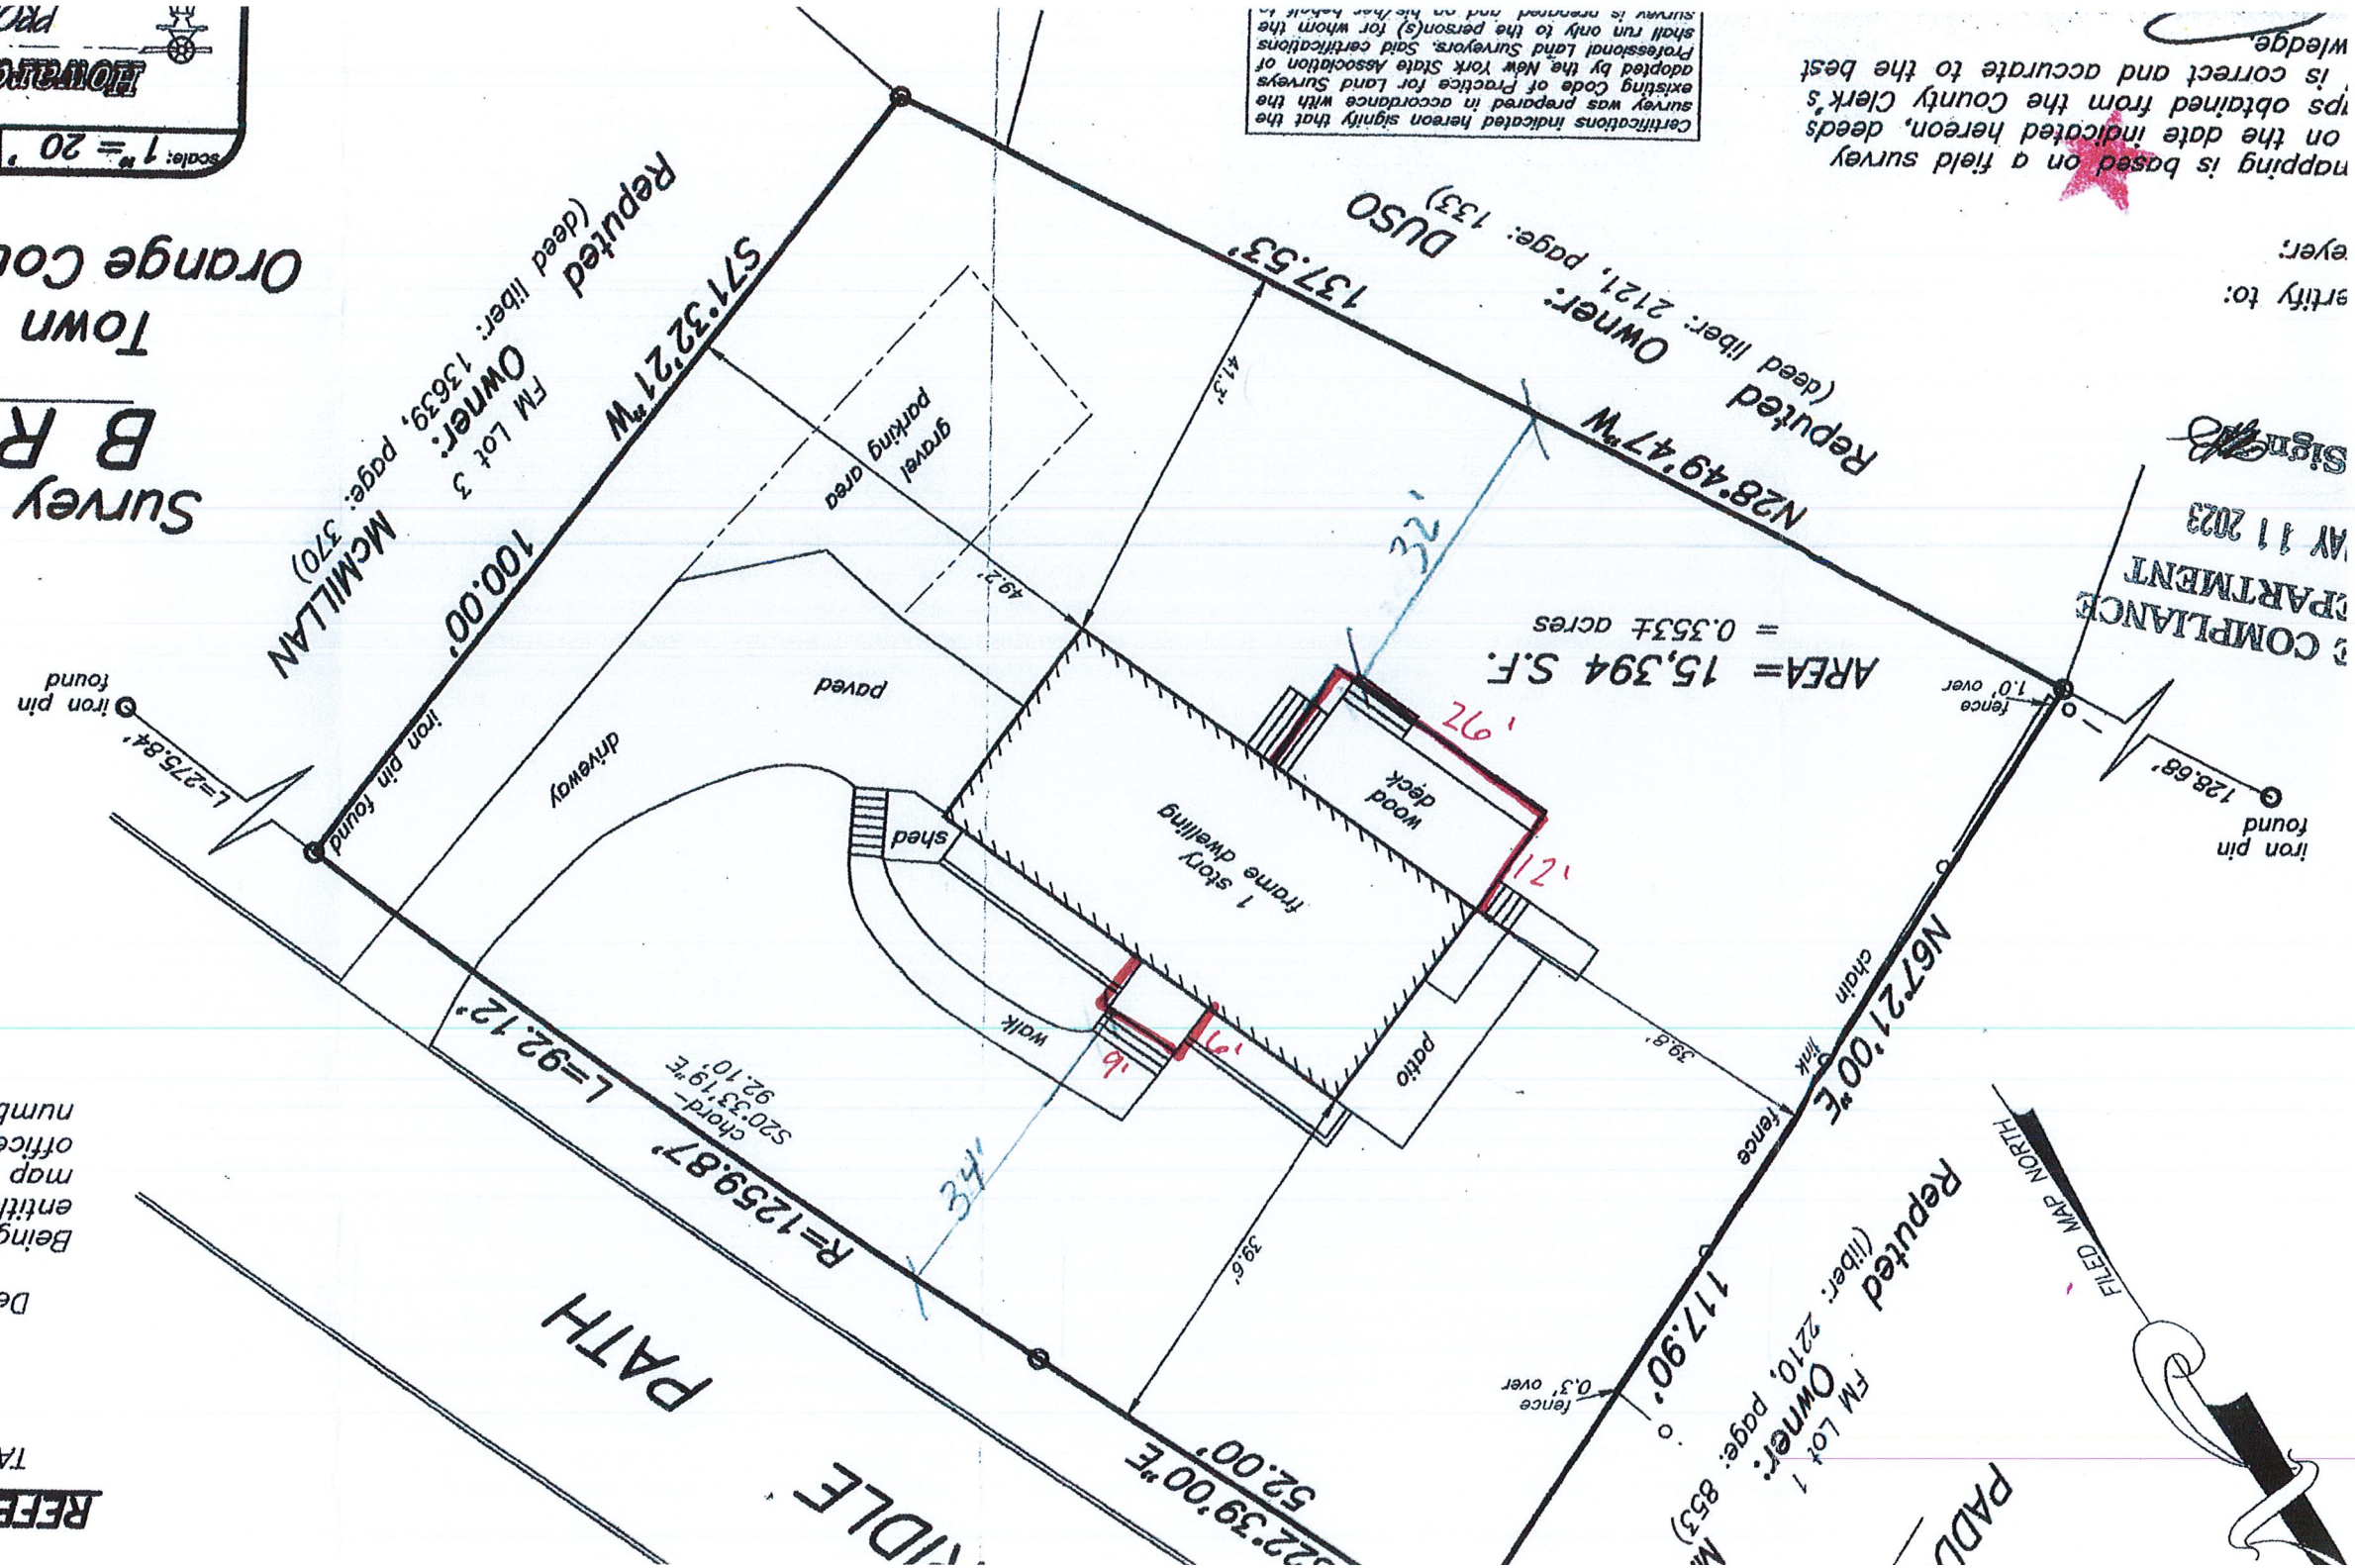 Certifications indicated hereon signify that the
survey was prepared in accordance with the
existing Code of Practice for Land Surveys
adopted by the New York State Association of
Professional Land Surveyors. Said certifications
shall run only to the person(s) for whom the
survey is prepared and on his/her behalf to
mapping is based on a field survey
on the date indicated hereon, deeds
obtained from the County Clerk's
is correct and accurate to the best
scale: 1"= 20'
Orange
Town
B R
Survey
COMPLIANCE
11 2023
Sign
PATH
R=1259.87'
L=92.12'
chord-
S20°33'19"E
92.10'
S22°39'00"E
52.00'
L=275.84'
iron pin
found
iron pin found
S71°32'21"W
100.00'
Reputed Owner: McMILLAN
(deed liber: 13639, page: 370)
FM Lot 3
N28°49'47"W
137.53'
Reputed Owner: DUSO
(deed liber: 2121, page: 133)
128.68'
iron pin
found
fence
1.0' over
N67°21'00"E
117.90'
chain link fence
fence
0.3' over
FM Lot 1
Reputed Owner:
(liber: 2210, page: 853)
AREA= 15,394 S.F.
= 0.353± acres
gravel
parking area
paved
driveway
shed
walk
patio
1
story
frame dwelling
wood
deck
41.3'
49.2'
39.8'
39.6'
32'
34'
26'
12'
6'
6'
FILED MAP NORTH